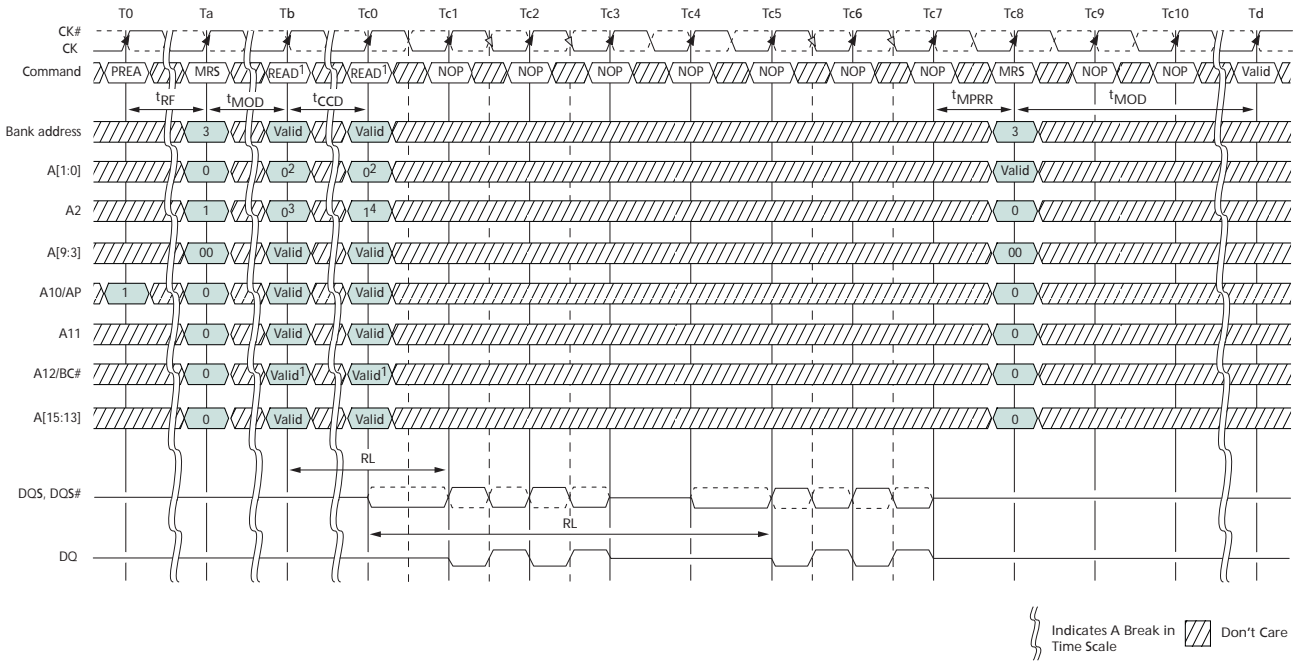 T0 Ta Tb Tc0 Tc1 Tc2 Tc3 Tc4 Tc5 Tc6 Tc7 Tc8 Tc9 Tc10 Td
CK#
CK
Command PREA MRS READ1 READ1 NOP NOP NOP NOP NOP NOP NOP MRS NOP NOP Valid
tRF tMOD tCCD tMPRR tMOD
Bank address 3 Valid Valid 3
A[1:0] 0 02 02 Valid
A2 1 03 14 0
A[9:3] 00 Valid Valid 00
A10/AP 1 0 Valid Valid 0
A11 0 Valid Valid 0
A12/BC# 0 Valid1 Valid1 0
A[15:13] 0 Valid Valid 0
RL
DQS, DQS#
RL
DQ
Indicates A Break in
Time Scale
Don't Care